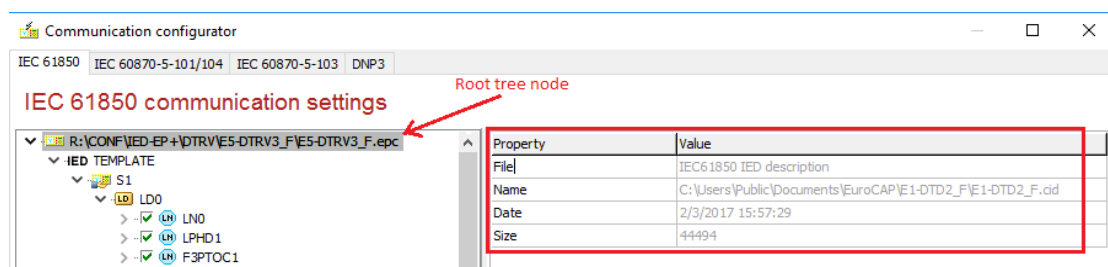 Communication configurator
IEC 61850 IEC 60870-5-101/104 IEC 60870-5-103 DNP3
Root tree node
IEC 61850 communication settings
R:\CONF\IED-EP+\DTRV\E5-DTRV3_F\E5-DTRV3_F.epc
Property Value
File IEC61850 IED description
IED TEMPLATE
Name C:\Users\Public\Documents\EuroCAP\E1-DTD2_F\E1-DTD2_F.cid
S1
LD LD0
Date 2/3/2017 15:57:29
LN LN0
Size 44494
LN LPHD1
LN F3PTOC1